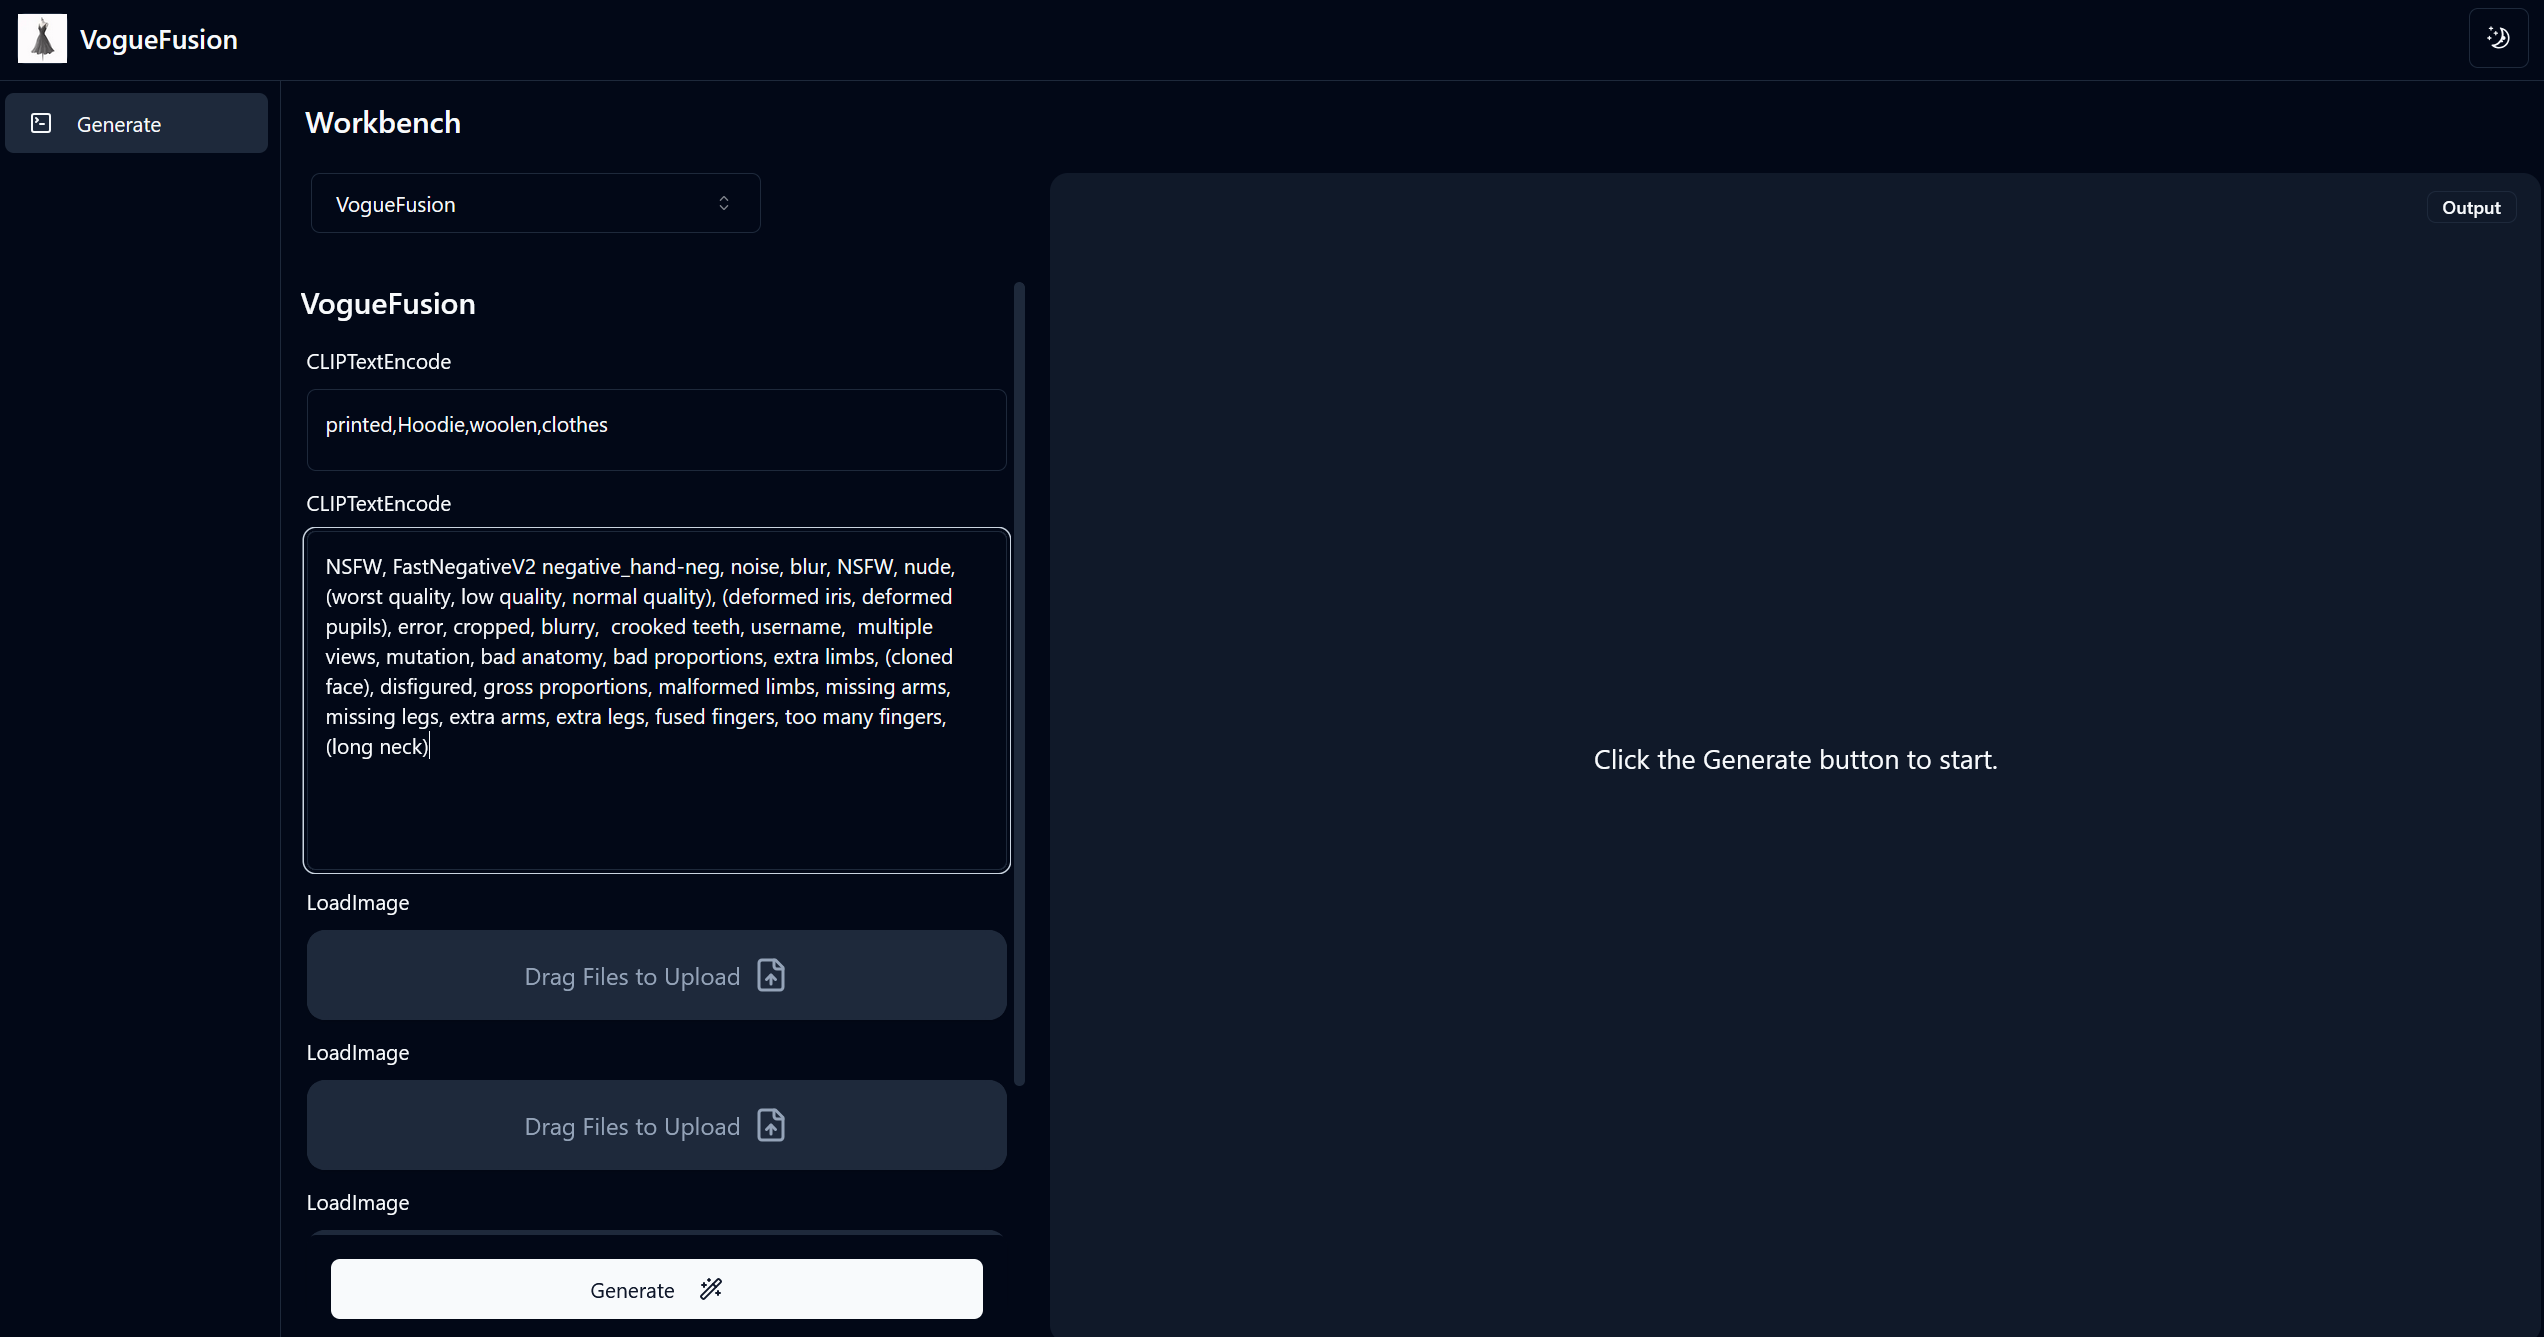 VogueFusion
Generate
Workbench
VogueFusion
Output
VogueFusion
CLIPTextEncode
printed,Hoodie,woolen,clothes
CLIPTextEncode
NSFW, FastNegativeV2 negative_hand-neg, noise, blur, NSFW, nude,
(worst quality, low quality, normal quality), (deformed iris, deformed
pupils), error, cropped, blurry,  crooked teeth, username,  multiple
views, mutation, bad anatomy, bad proportions, extra limbs, (cloned
face), disfigured, gross proportions, malformed limbs, missing arms,
missing legs, extra arms, extra legs, fused fingers, too many fingers,
(long neck)
LoadImage
Drag Files to Upload
LoadImage
Drag Files to Upload
LoadImage
Generate
Click the Generate button to start.